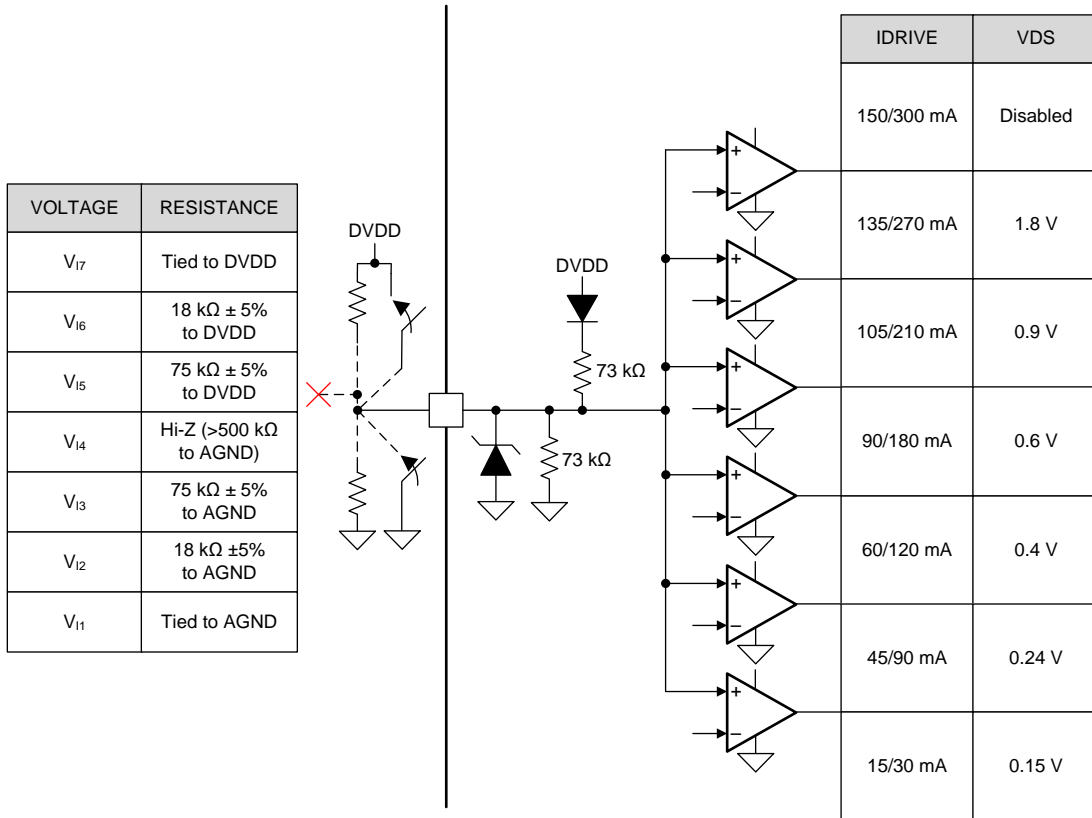 IDRIVE VDS
150/300 mA Disabled
135/270 mA 1.8 V
105/210 mA 0.9 V
90/180 mA 0.6 V
60/120 mA 0.4 V
45/90 mA 0.24 V
15/30 mA 0.15 V
VOLTAGE RESISTANCE
VI7 Tied to DVDD
VI6 18 kΩ ± 5%
to DVDD
VI5 75 kΩ ± 5%
to DVDD
VI4 Hi-Z (>500 kΩ
to AGND)
VI3 75 kΩ ± 5%
to AGND
VI2 18 kΩ ±5%
to AGND
VI1 Tied to AGND
DVDD
DVDD
73 kΩ
73 kΩ
+
−
+
−
+
−
+
−
+
−
+
−